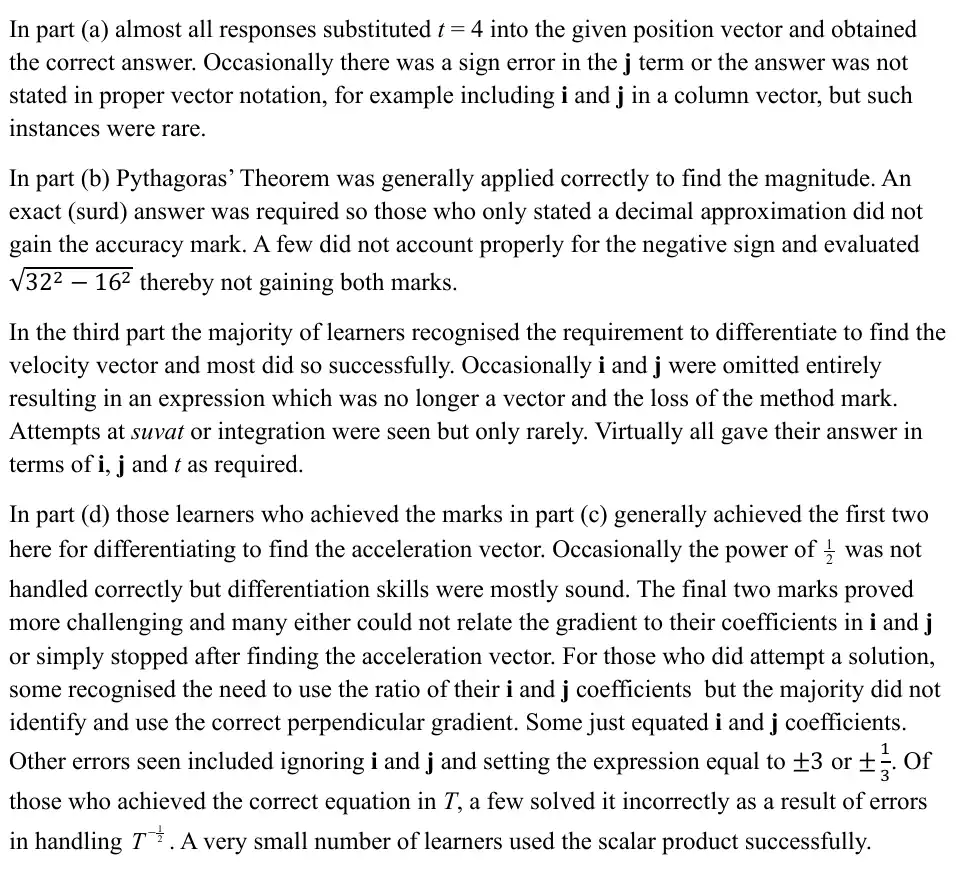 In part (a) almost all responses substituted t = 4 into the given position vector and obtained
the correct answer. Occasionally there was a sign error in the j term or the answer was not
stated in proper vector notation, for example including i and j in a column vector, but such
instances were rare.
In part (b) Pythagoras’ Theorem was generally applied correctly to find the magnitude. An
exact (surd) answer was required so those who only stated a decimal approximation did not
gain the accuracy mark. A few did not account properly for the negative sign and evaluated
√(32² − 16²) thereby not gaining both marks.
In the third part the majority of learners recognised the requirement to differentiate to find the
velocity vector and most did so successfully. Occasionally i and j were omitted entirely
resulting in an expression which was no longer a vector and the loss of the method mark.
Attempts at suvat or integration were seen but only rarely. Virtually all gave their answer in
terms of i, j and t as required.
In part (d) those learners who achieved the marks in part (c) generally achieved the first two
here for differentiating to find the acceleration vector. Occasionally the power of 1/2 was not
handled correctly but differentiation skills were mostly sound. The final two marks proved
more challenging and many either could not relate the gradient to their coefficients in i and j
or simply stopped after finding the acceleration vector. For those who did attempt a solution,
some recognised the need to use the ratio of their i and j coefficients but the majority did not
identify and use the correct perpendicular gradient. Some just equated i and j coefficients.
Other errors seen included ignoring i and j and setting the expression equal to ±3 or ±1/3. Of
those who achieved the correct equation in T, a few solved it incorrectly as a result of errors
in handling T^(-1/2). A very small number of learners used the scalar product successfully.